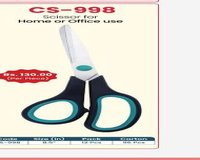 CS-998
Scissor for
Home or Office use
Rs. 130.00
(Per Piece)
Code Size (in) Pack Carton
CS-998 8.5" 12 Pcs 96 Pcs